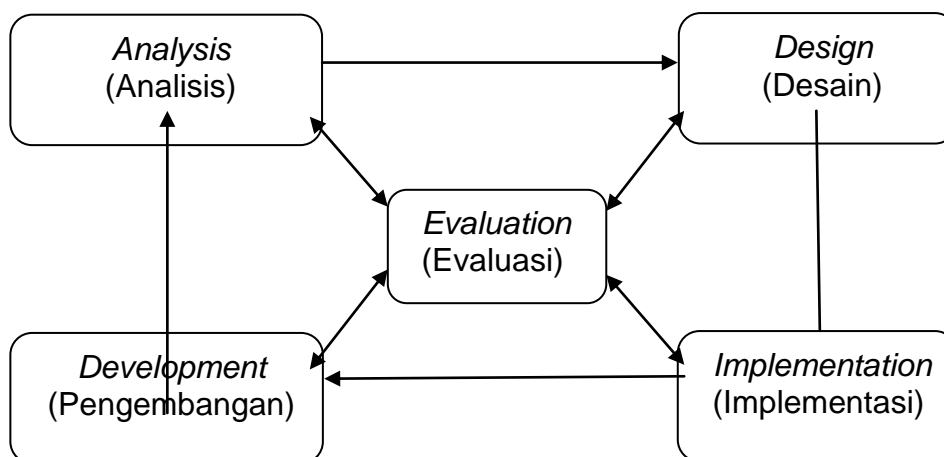 Analysis
(Analisis)
Design
(Desain)
Evaluation
(Evaluasi)
Development
(Pengembangan)
Implementation
(Implementasi)